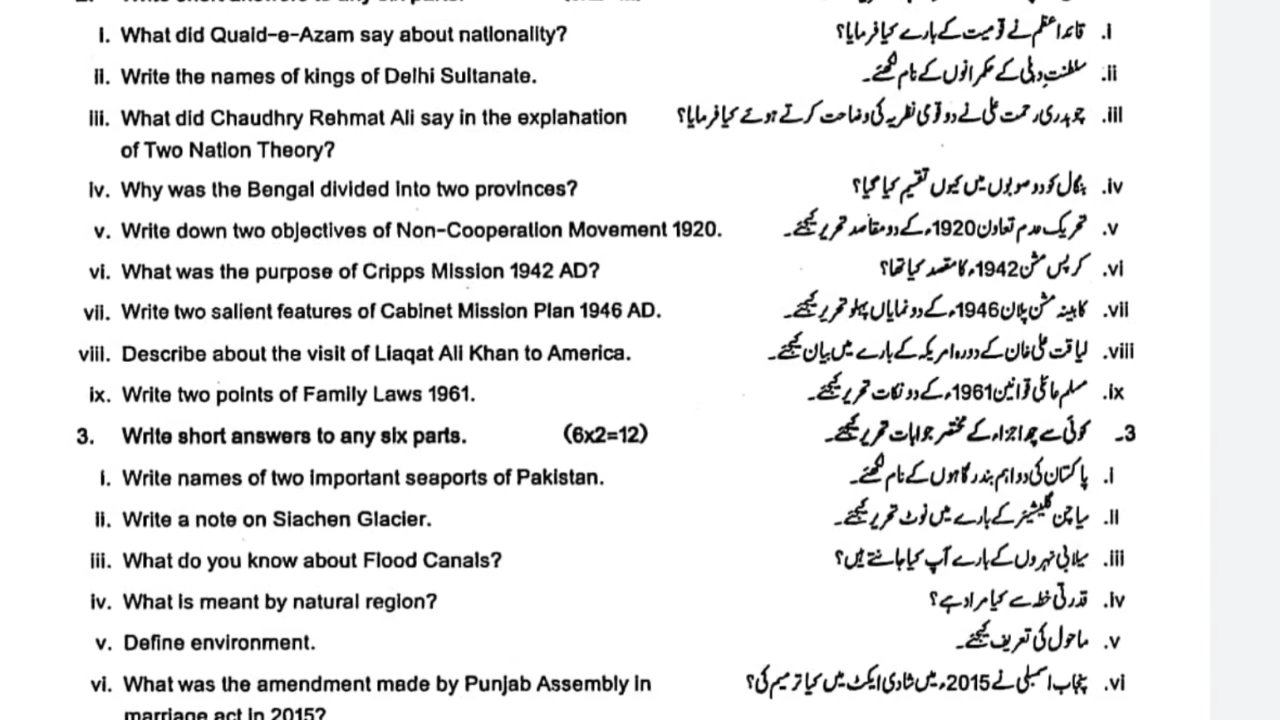 i. What did Quaid-e-Azam say about nationality? i. قائداعظم نے قومیت کے بارے کیا فرمایا؟
ii. Write the names of kings of Delhi Sultanate. ii. سلطنتِ دہلی کے حکمرانوں کے نام لکھئے۔
iii. What did Chaudhry Rehmat Ali say in the explanation iii. چوہدری رحمت علی نے دو قومی نظریہ کی وضاحت کرتے ہوئے کیا فرمایا؟
of Two Nation Theory?
iv. Why was the Bengal divided into two provinces? iv. بنگال کو دو صوبوں میں کیوں تقسیم کیا گیا؟
v. Write down two objectives of Non-Cooperation Movement 1920. v. تحریک عدم تعاون 1920ء کے دو مقاصد تحریر کیجئے۔
vi. What was the purpose of Cripps Mission 1942 AD? vi. کرپس مشن 1942ء کا مقصد کیا تھا؟
vii. Write two salient features of Cabinet Mission Plan 1946 AD. vii. کابینہ مشن پلان 1946ء کے دو نمایاں پہلو تحریر کیجئے۔
viii. Describe about the visit of Liaqat Ali Khan to America. viii. لیاقت علی خان کے دورہ امریکہ کے بارے میں بیان کیجئے۔
ix. Write two points of Family Laws 1961. ix. مسلم عائلی قوانین 1961ء کے دو نکات تحریر کیجئے۔
3. Write short answers to any six parts. (6x2=12) 3۔ کوئی سے چھ اجزاء کے مختصر جوابات تحریر کیجئے۔
i. Write names of two important seaports of Pakistan. i. پاکستان کی دو اہم بندرگاہوں کے نام لکھئے۔
ii. Write a note on Siachen Glacier. ii. سیاچن گلیشیئر کے بارے میں نوٹ تحریر کیجئے۔
iii. What do you know about Flood Canals? iii. سیلابی نہروں کے بارے آپ کیا جانتے ہیں؟
iv. What is meant by natural region? iv. قدرتی خطہ سے کیا مراد ہے؟
v. Define environment. v. ماحول کی تعریف کیجئے۔
vi. What was the amendment made by Punjab Assembly in vi. پنجاب اسمبلی نے 2015ء میں شادی ایکٹ میں کیا ترمیم کی؟
marriage act in 2015?